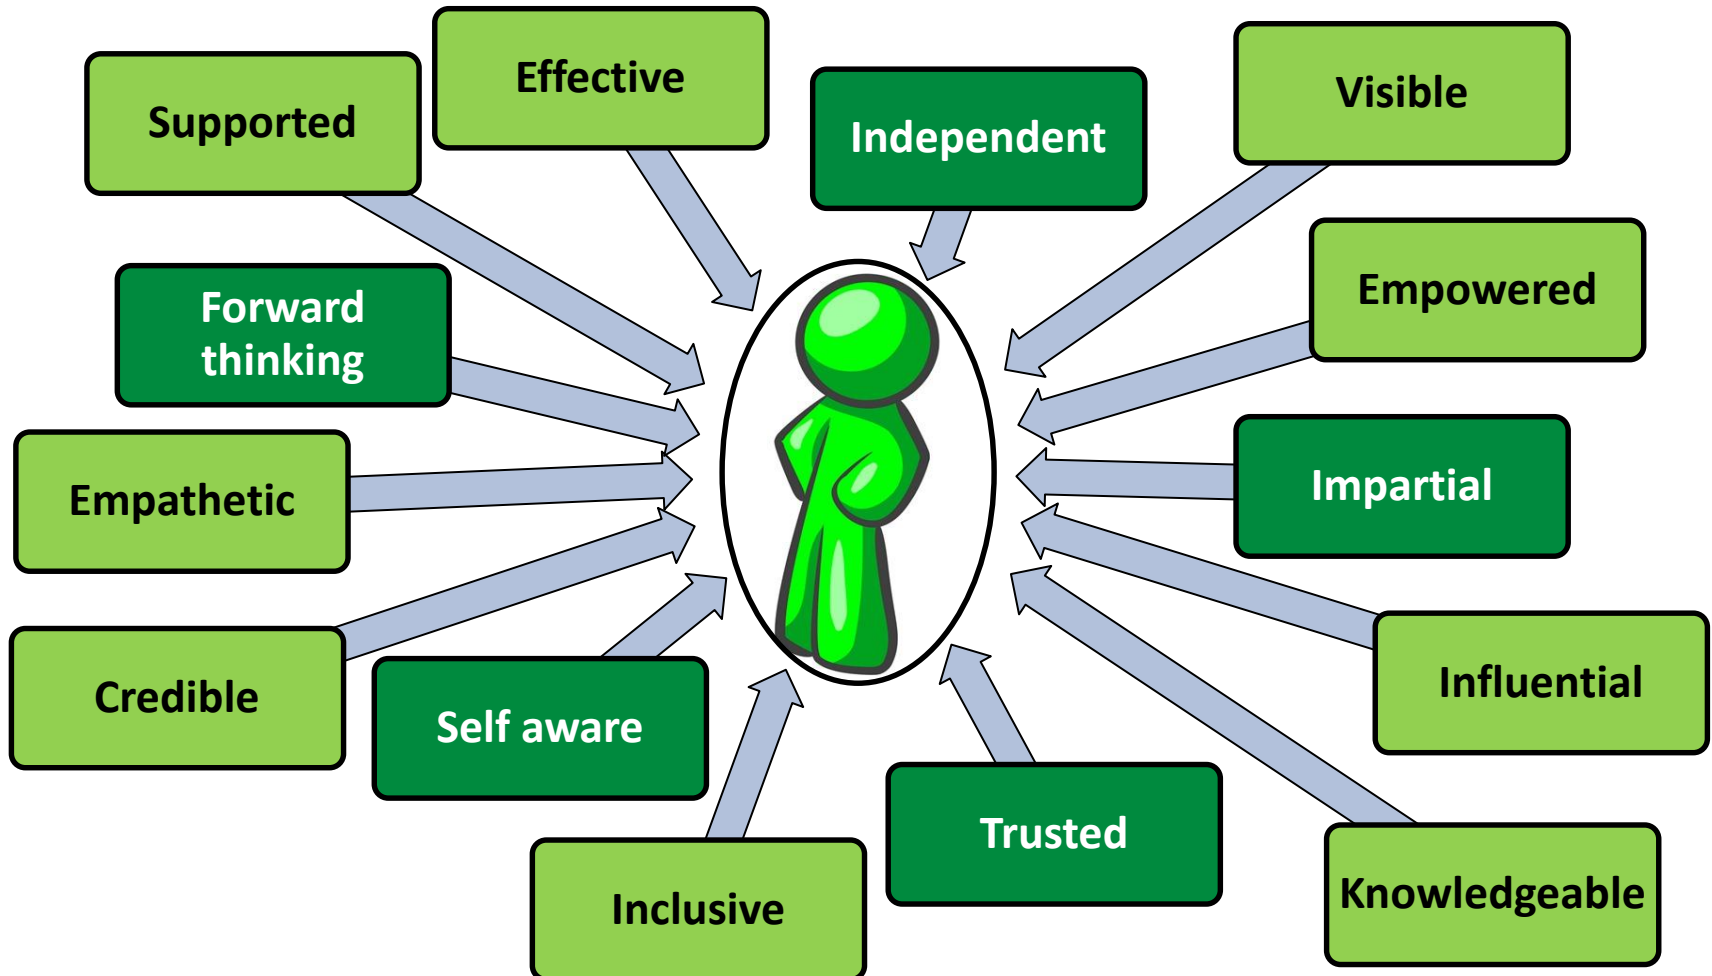 Effective
Visible
Supported
Independent
Empowered
Forward
thinking
Impartial
Empathetic
Influential
Credible
Self aware
Trusted
Knowledgeable
Inclusive